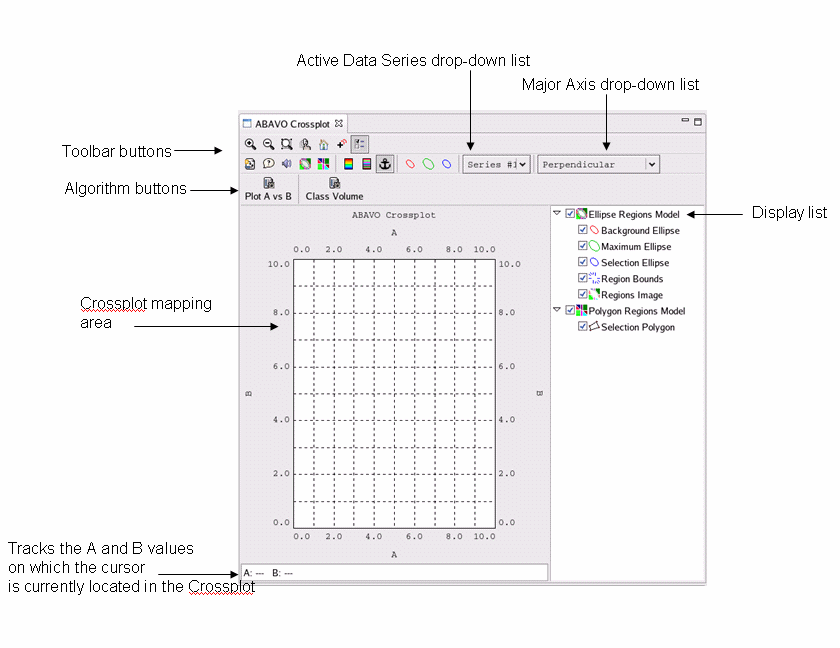 Active Data Series drop-down list
Major Axis drop-down list
ABAVO Crossplot
Toolbar buttons
Series #1
Perpendicular
Algorithm buttons
Plot A vs B
Class Volume
Display list
ABAVO Crossplot
A
0.0 2.0 4.0 6.0 8.0 10.0
10.0 10.0
8.0 8.0
6.0 6.0
B B
4.0 4.0
2.0 2.0
0.0 0.0
0.0 2.0 4.0 6.0 8.0 10.0
A
Ellipse Regions Model
Background Ellipse
Maximum Ellipse
Selection Ellipse
Region Bounds
Regions Image
Polygon Regions Model
Selection Polygon
Crossplot mapping
area
Tracks the A and B values
on which the cursor
is currently located in the Crossplot
A: --- B: ---